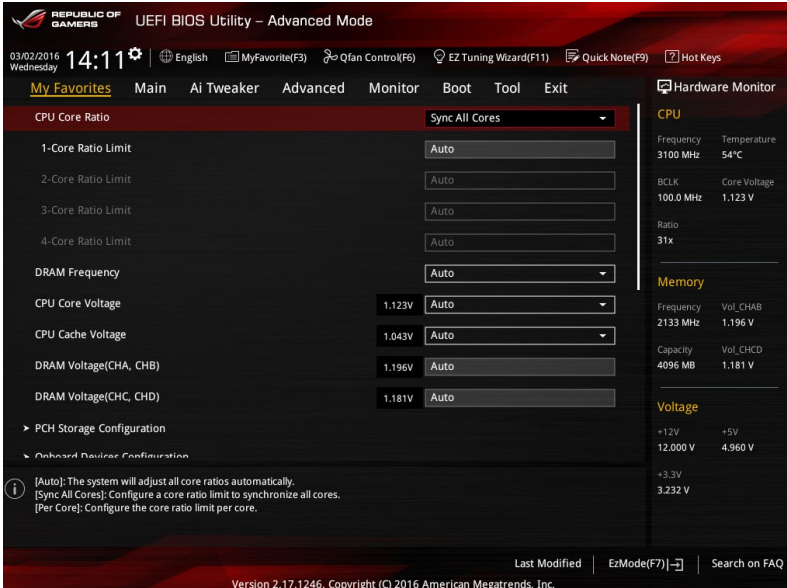 REPUBLIC OF
GAMERS
UEFI BIOS Utility – Advanced Mode
03/02/2016
Wednesday
14:11
English
MyFavorite(F3)
Qfan Control(F6)
EZ Tuning Wizard(F11)
Quick Note(F9)
? Hot Keys
My Favorites
Main
Ai Tweaker
Advanced
Monitor
Boot
Tool
Exit
CPU Core Ratio Sync All Cores
1-Core Ratio Limit Auto
2-Core Ratio Limit Auto
3-Core Ratio Limit Auto
4-Core Ratio Limit Auto
DRAM Frequency Auto
CPU Core Voltage 1.123V Auto
CPU Cache Voltage 1.043V Auto
DRAM Voltage(CHA, CHB) 1.196V Auto
DRAM Voltage(CHC, CHD) 1.181V Auto
> PCH Storage Configuration
> Onboard Devices Configuration
[Auto]: The system will adjust all core ratios automatically.
[Sync All Cores]: Configure a core ratio limit to synchronize all cores.
[Per Core]: Configure the core ratio limit per core.
Hardware Monitor
CPU
Frequency Temperature
3100 MHz 54°C
BCLK Core Voltage
100.0 MHz 1.123 V
Ratio
31x
Memory
Frequency Vol_CHAB
2133 MHz 1.196 V
Capacity Vol_CHCD
4096 MB 1.181 V
Voltage
+12V +5V
12.000 V 4.960 V
+3.3V
3.232 V
Last Modified
EzMode(F7)
Search on FAQ
Version 2.17.1246. Copyright (C) 2016 American Megatrends, Inc.